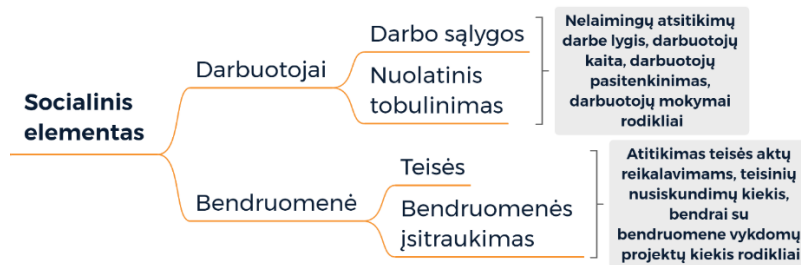 Socialinis
elementas
Darbuotojai
Darbo sąlygos
Nuolatinis
tobulinimas
Nelaimingų atsitikimų
darbe lygis, darbuotojų
kaita, darbuotojų
pasitenkinimas,
darbuotojų mokymai
rodikliai
Bendruomenė
Teisės
Bendruomenės
įsitraukimas
Atitikimas teisės aktų
reikalavimams, teisinių
nusiskundimų kiekis,
bendrai su
bendruomene vykdomų
projektų kiekis rodikliai